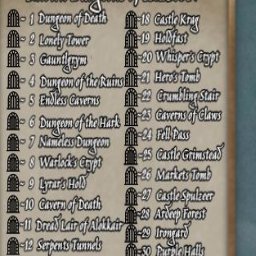 1 Dungeon of Death
2 Lonely Tower
3 Gauntlgrym
4 Dungeon of the Ruins
5 Endless Caverns
6 Dungeon of the Hark
7 Nameless Dungeon
8 Warlock's Crypt
9 Lyrar's Hold
10 Cavern of Death
11 Dread Lair of Alokkair
12 Serpents Tunnels
18 Castle Krag
19 Holdfast
20 Whisper's Crypt
21 Hero's Tomb
22 Crumbling Stair
23 Caverns of Claws
24 Fell Pass
25 Castle Grimstead
26 Markets Tomb
27 Castle Spulzeer
28 Ardeep Forest
29 Irongard
30 Purple Halls